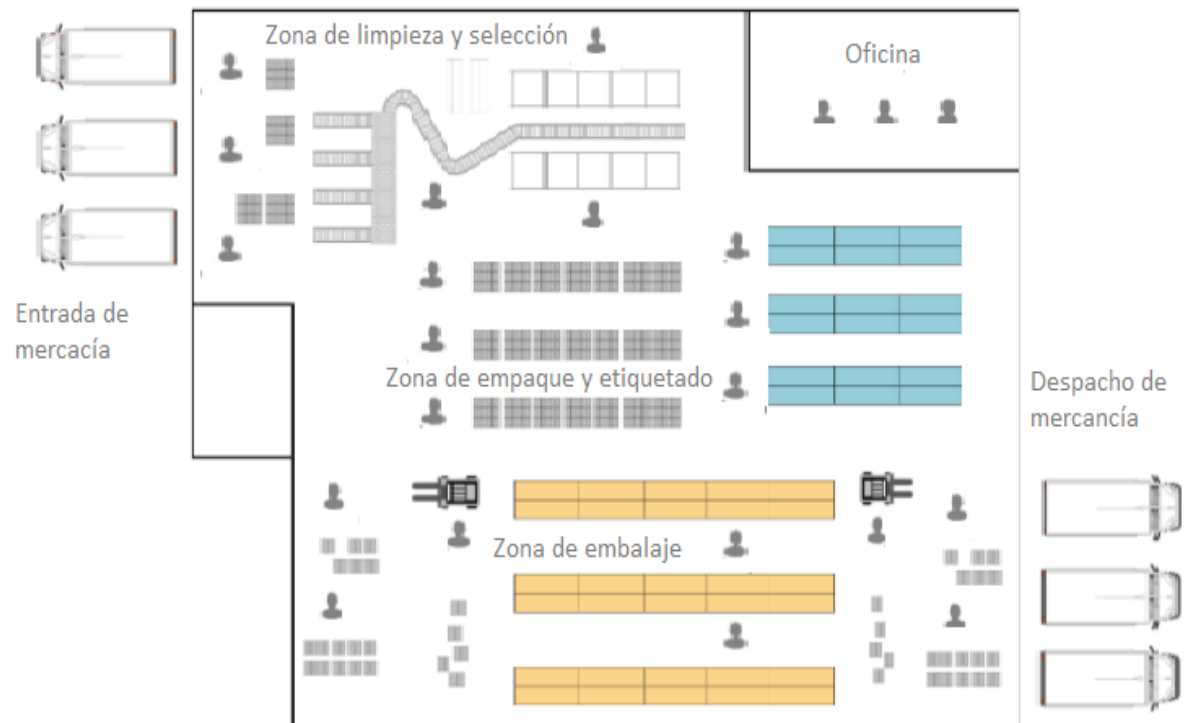 Zona de limpieza y selección
Oficina
Entrada de
mercacía
Zona de empaque y etiquetado
Despacho de
mercancía
Zona de embalaje